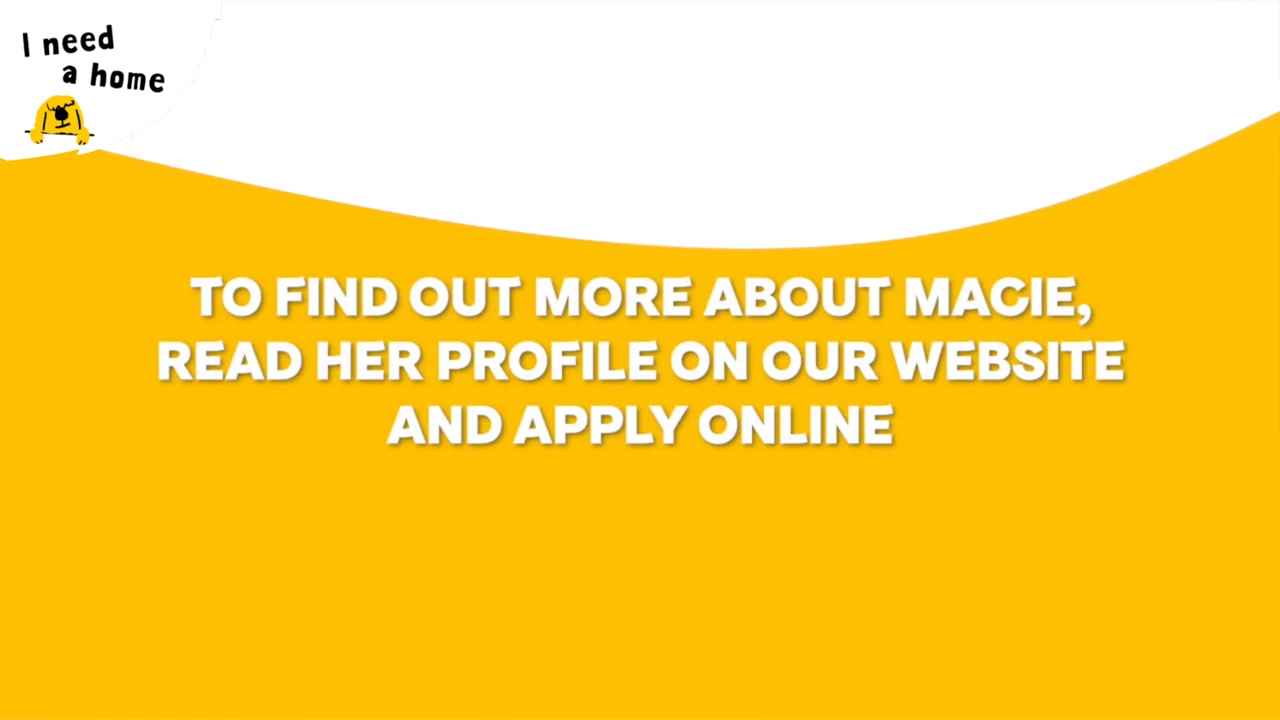 I need
a home
TO FIND OUT MORE ABOUT MACIE,
READ HER PROFILE ON OUR WEBSITE
AND APPLY ONLINE